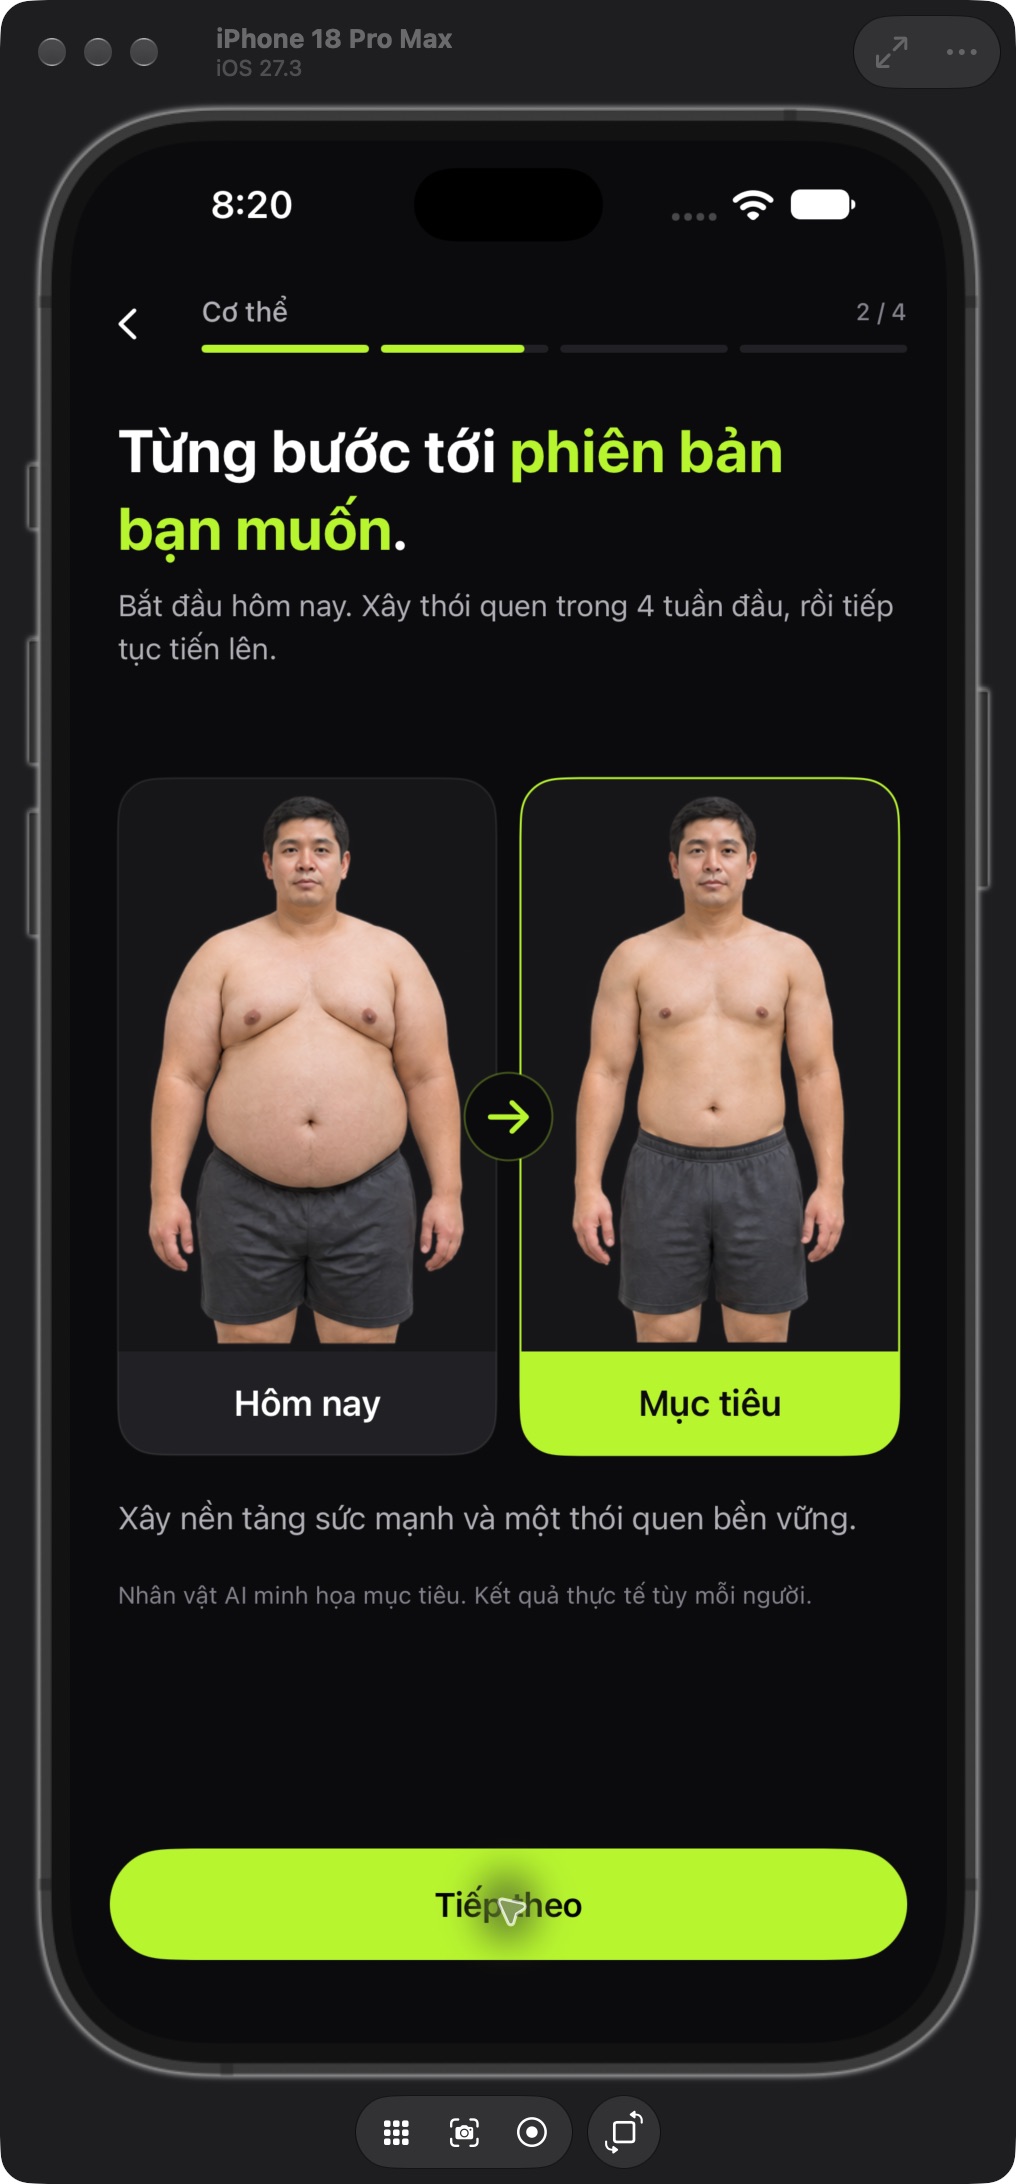 iPhone 18 Pro Max
iOS 27.3
8:20
Cơ thể
2 / 4
Từng bước tới phiên bản
bạn muốn.
Bắt đầu hôm nay. Xây thói quen trong 4 tuần đầu, rồi tiếp
tục tiến lên.
Hôm nay
Mục tiêu
Xây nền tảng sức mạnh và một thói quen bền vững.
Nhân vật AI minh họa mục tiêu. Kết quả thực tế tùy mỗi người.
Tiếp theo